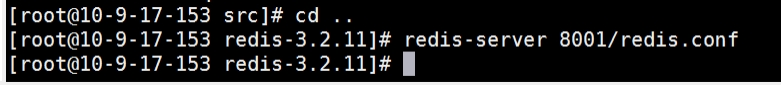 [root@10-9-17-153 src]# cd ..
[root@10-9-17-153 redis-3.2.11]# redis-server 8001/redis.conf
[root@10-9-17-153 redis-3.2.11]#